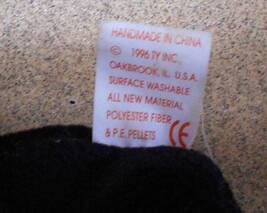 HANDMADE IN CHINA
© 1996 TY INC.
OAKBROOK, IL. U.S.A.
SURFACE WASHABLE
ALL NEW MATERIAL
POLYESTER FIBER
& P.E. PELLETS CE